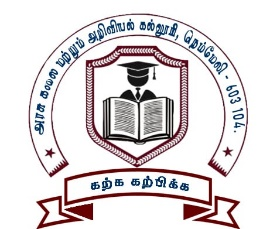 அரசு கலை மற்றும் அறிவியல் கல்லூரி, நெம்மேலி - 603 104.
கற்க கற்பிக்க